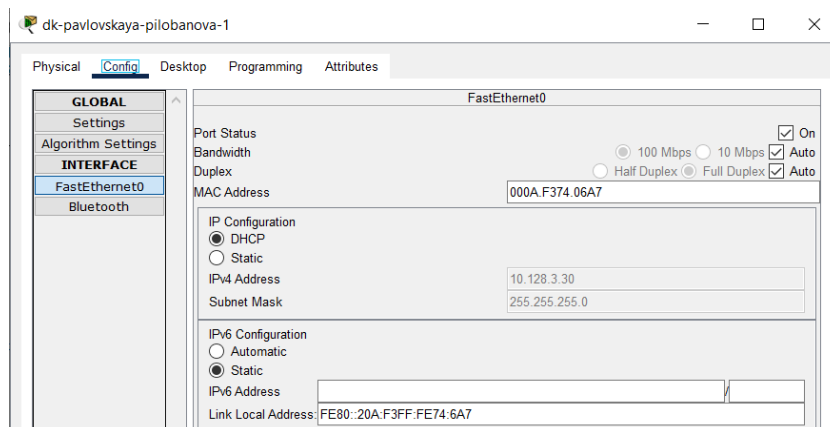 dk-pavlovskaya-pilobanova-1
Physical Config Desktop Programming Attributes
GLOBAL
Settings
Algorithm Settings
INTERFACE
FastEthernet0
Bluetooth
FastEthernet0
Port Status On
Bandwidth 100 Mbps 10 Mbps Auto
Duplex Half Duplex Full Duplex Auto
MAC Address 000A.F374.06A7
IP Configuration
DHCP
Static
IPv4 Address 10.128.3.30
Subnet Mask 255.255.255.0
IPv6 Configuration
Automatic
Static
IPv6 Address /
Link Local Address: FE80::20A:F3FF:FE74:6A7